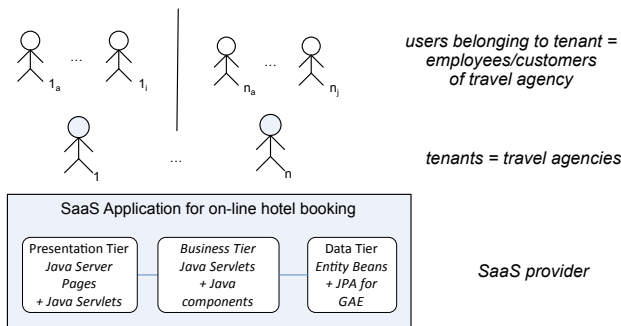 1a
...
1i
na
...
nj
users belonging to tenant =
employees/customers
of travel agency
1
...
n
tenants = travel agencies
SaaS Application for on-line hotel booking
Presentation Tier
Java Server
Pages
+ Java Servlets
Business Tier
Java Servlets
+ Java
components
Data Tier
Entity Beans
+ JPA for
GAE
SaaS provider